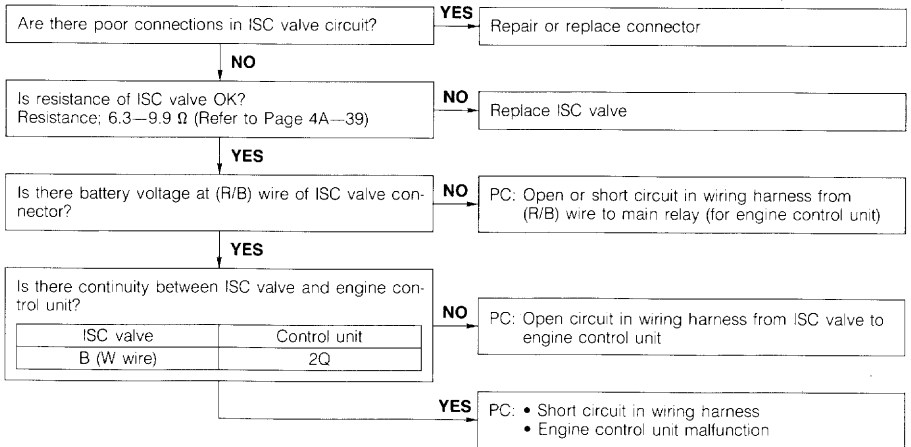 Are there poor connections in ISC valve circuit?
YES
Repair or replace connector
NO
Is resistance of ISC valve OK?
Resistance; 6.3—9.9 Ω (Refer to Page 4A—39)
NO
Replace ISC valve
YES
Is there battery voltage at (R/B) wire of ISC valve con-
nector?
NO
PC: Open or short circuit in wiring harness from
(R/B) wire to main relay (for engine control unit)
YES
Is there continuity between ISC valve and engine con-
trol unit?
ISC valve Control unit
B (W wire) 2Q
NO
PC: Open circuit in wiring harness from ISC valve to
engine control unit
YES
PC: • Short circuit in wiring harness
• Engine control unit malfunction